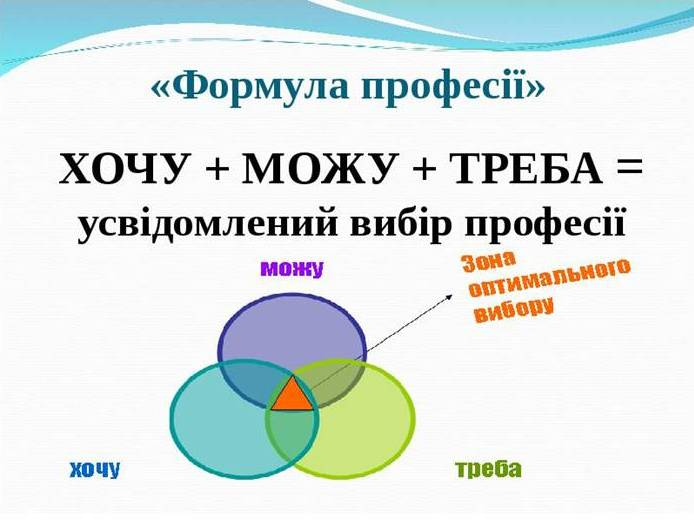 «Формула професії»
ХОЧУ + МОЖУ + ТРЕБА =
усвідомлений вибір професії
можу
Зона
оптимального
вибору
хочу
треба